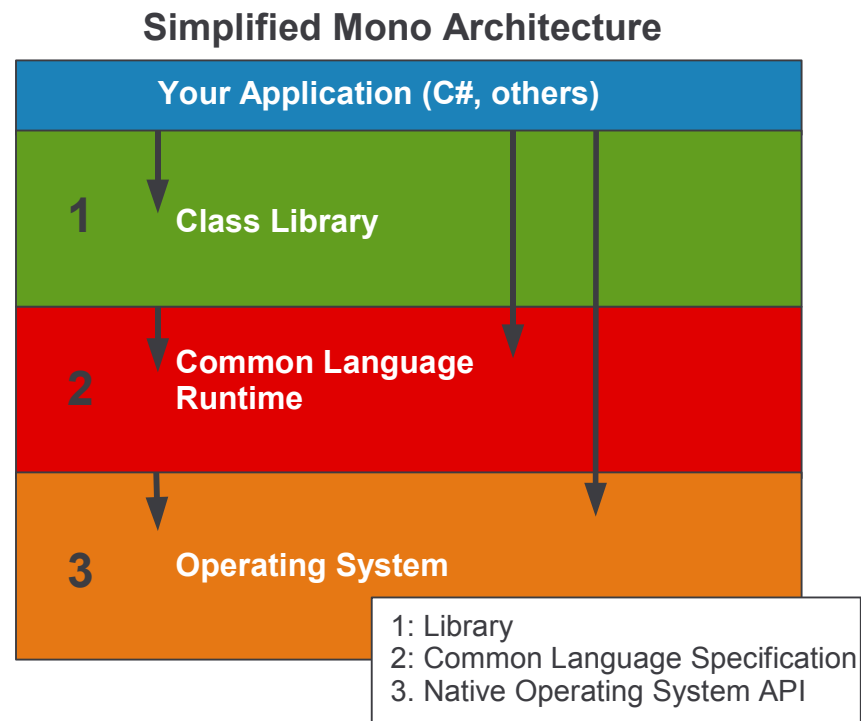 Simplified Mono Architecture
Your Application (C#, others)
1
Class Library
2
Common Language
Runtime
3
Operating System
1: Library
2: Common Language Specification
3. Native Operating System API